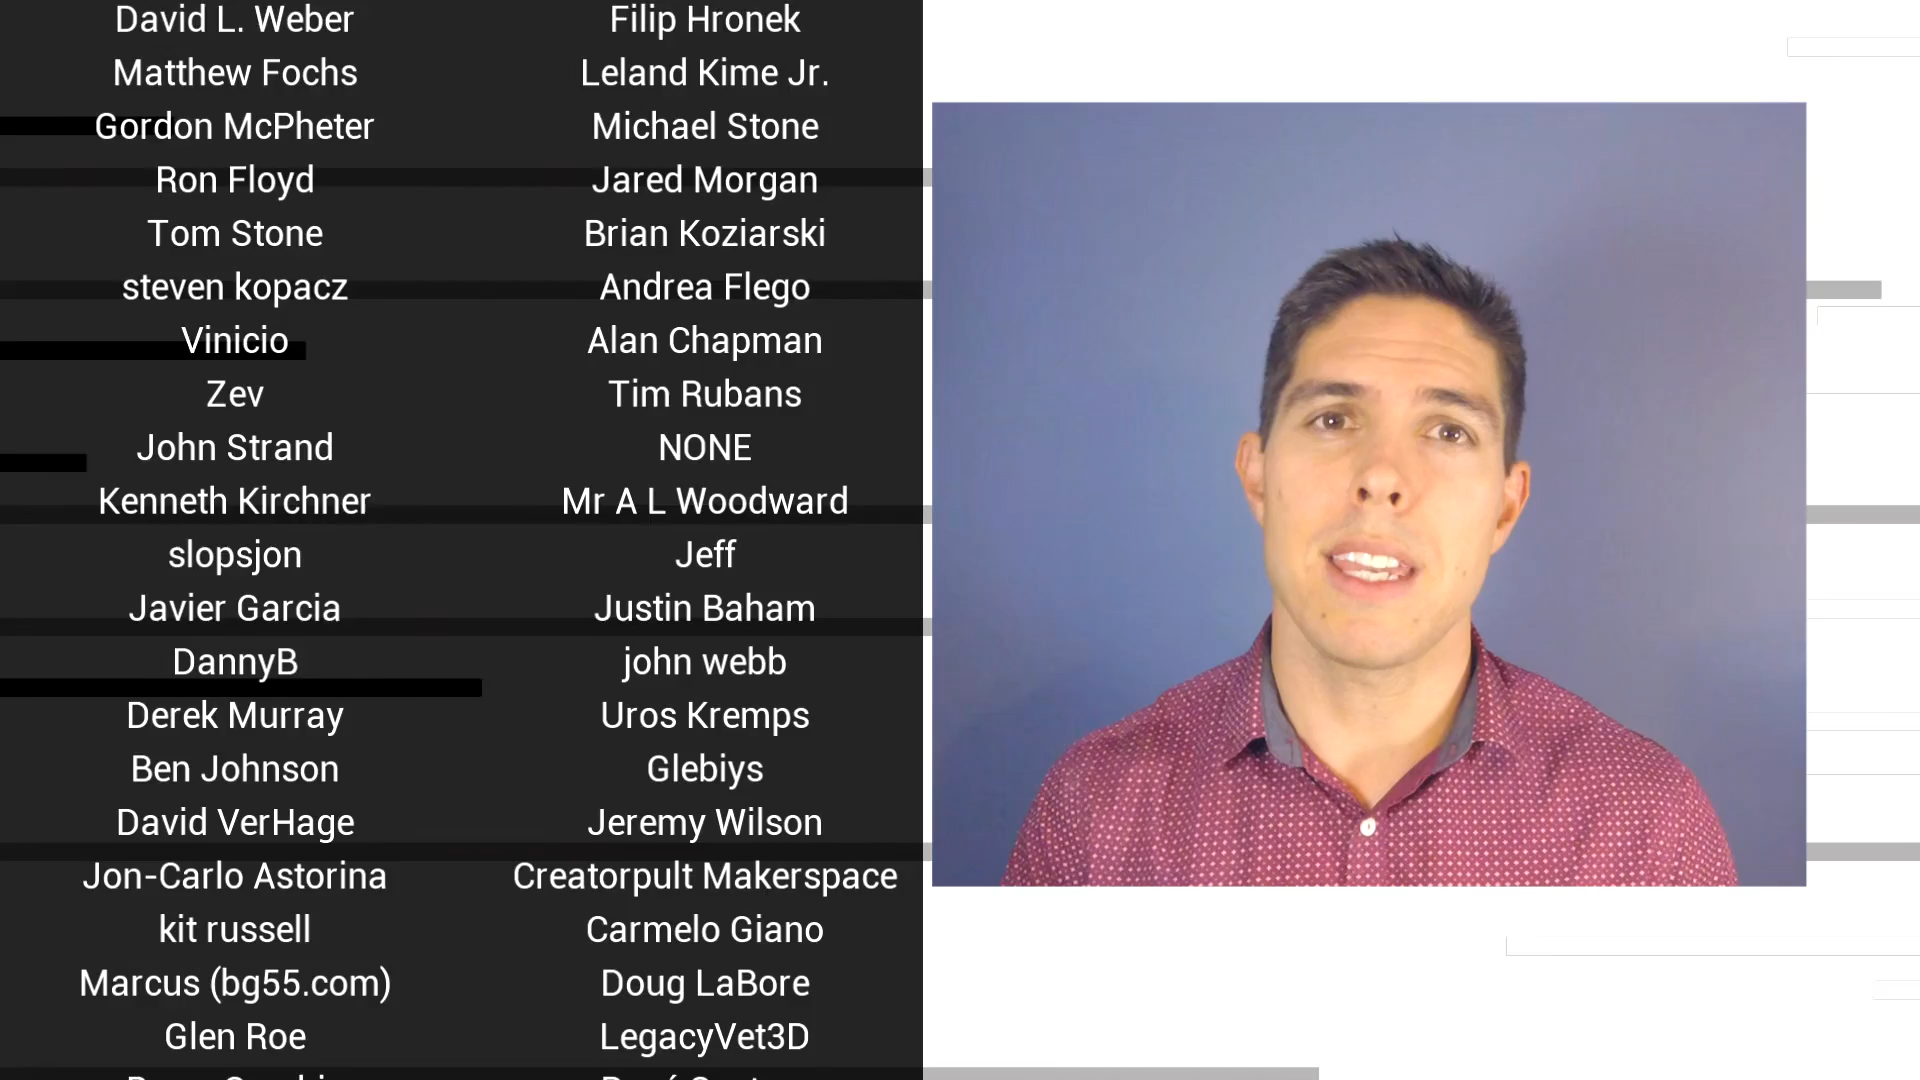 David L. Weber
Matthew Fochs
Gordon McPheter
Ron Floyd
Tom Stone
steven kopacz
Vinicio
Zev
John Strand
Kenneth Kirchner
slopsjon
Javier Garcia
DannyB
Derek Murray
Ben Johnson
David VerHage
Jon-Carlo Astorina
kit russell
Marcus (bg55.com)
Glen Roe
Filip Hronek
Leland Kime Jr.
Michael Stone
Jared Morgan
Brian Koziarski
Andrea Flego
Alan Chapman
Tim Rubans
NONE
Mr A L Woodward
Jeff
Justin Baham
john webb
Uros Kremps
Glebiys
Jeremy Wilson
Creatorpult Makerspace
Carmelo Giano
Doug LaBore
LegacyVet3D